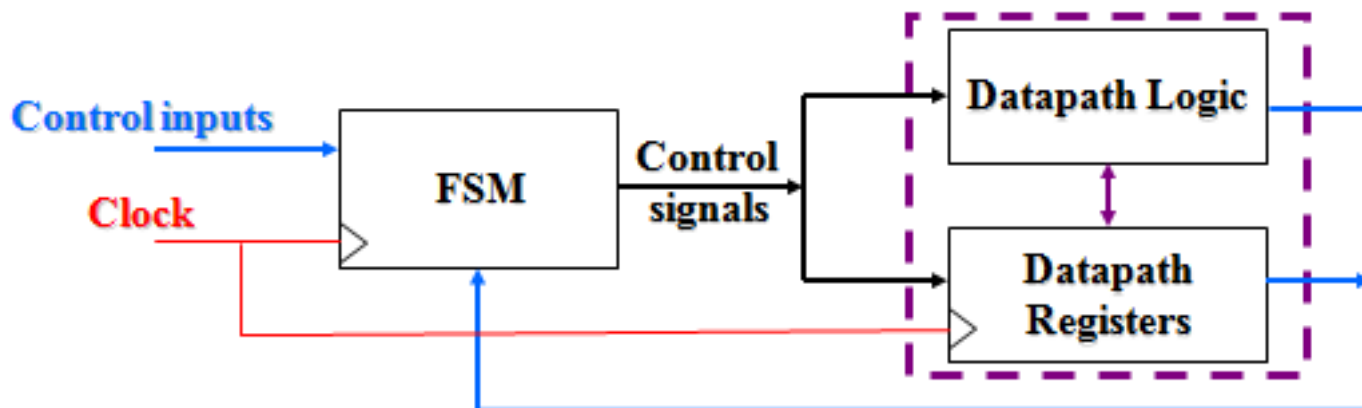 Control inputs
Clock
FSM
Control
signals
Datapath Logic
Datapath
Registers